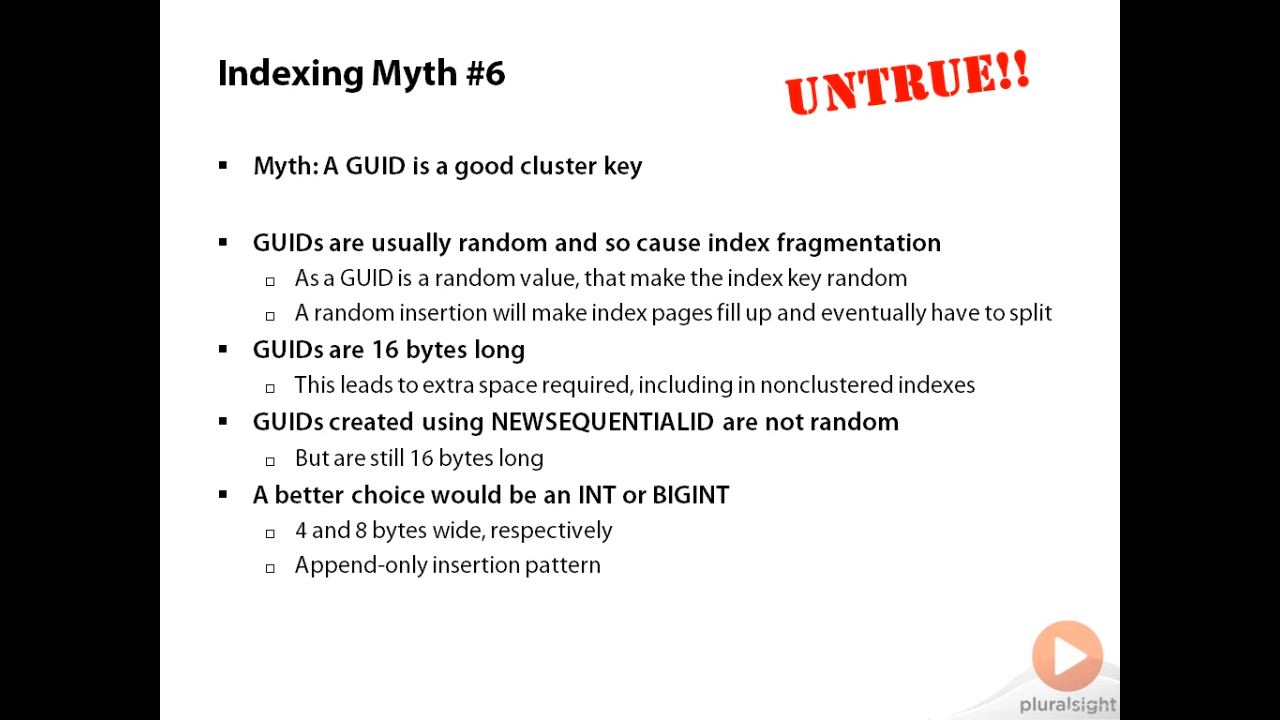 Indexing Myth #6
UNTRUE!!
▪ Myth: A GUID is a good cluster key
▪ GUIDs are usually random and so cause index fragmentation
□ As a GUID is a random value, that make the index key random
□ A random insertion will make index pages fill up and eventually have to split
▪ GUIDs are 16 bytes long
□ This leads to extra space required, including in nonclustered indexes
▪ GUIDs created using NEWSEQUENTIALID are not random
□ But are still 16 bytes long
▪ A better choice would be an INT or BIGINT
□ 4 and 8 bytes wide, respectively
□ Append-only insertion pattern
pluralsight